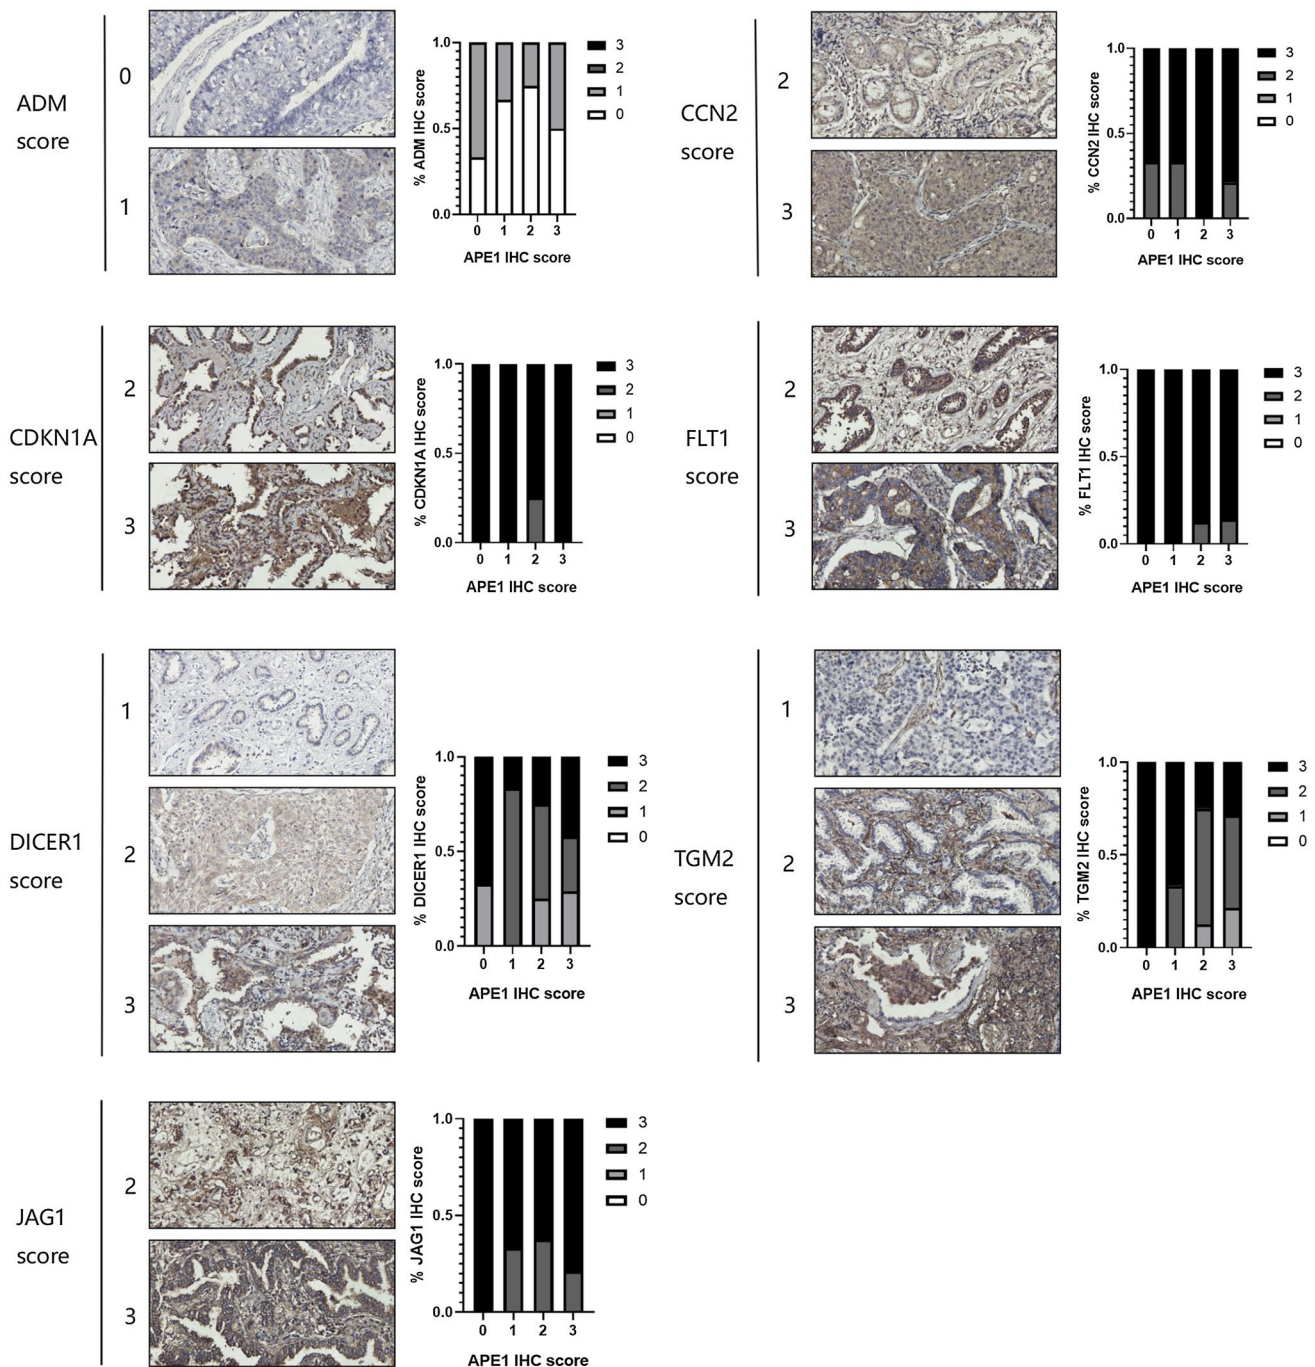 ADM
score
0
1
% ADM IHC score
1.0
0.5
0.0
0 1 2 3
APE1 IHC score
3
2
1
0
CCN2
score
2
3
% CCN2 IHC score
1.0
0.5
0.0
0 1 2 3
APE1 IHC score
3
2
1
0
CDKN1A
score
2
3
% CDKN1A IHC score
1.0
0.5
0.0
0 1 2 3
APE1 IHC score
3
2
1
0
FLT1
score
2
3
% FLT1 IHC score
1.0
0.5
0.0
0 1 2 3
APE1 IHC score
3
2
1
0
DICER1
score
1
2
3
% DICER1 IHC score
1.0
0.5
0.0
0 1 2 3
APE1 IHC score
3
2
1
0
TGM2
score
1
2
3
% TGM2 IHC score
1.0
0.5
0.0
0 1 2 3
APE1 IHC score
3
2
1
0
JAG1
score
2
3
% JAG1 IHC score
1.0
0.5
0.0
0 1 2 3
APE1 IHC score
3
2
1
0